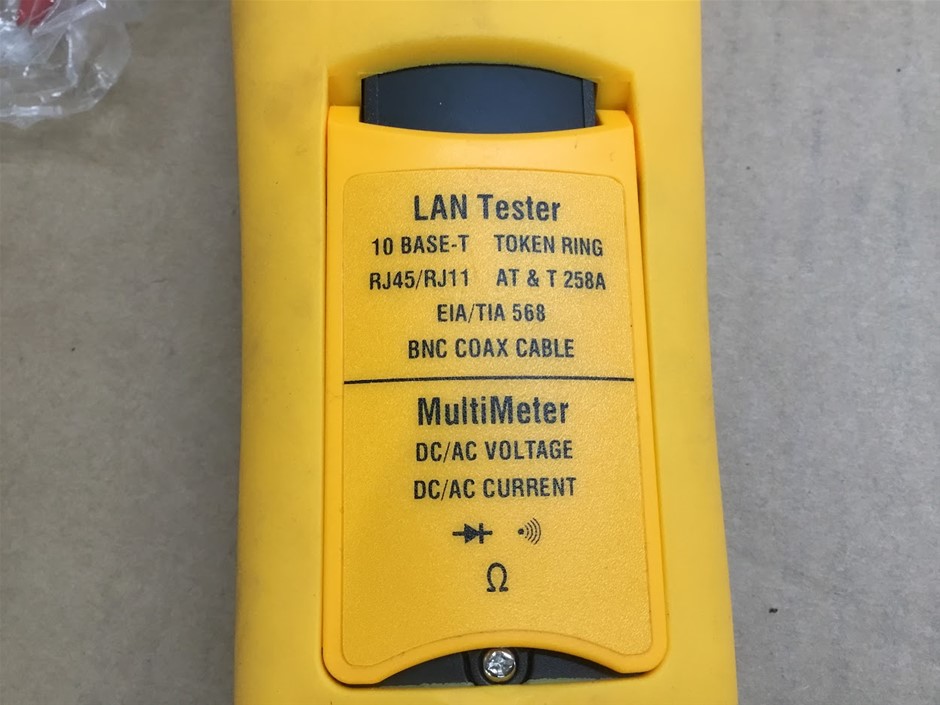 LAN Tester
10 BASE-T TOKEN RING
RJ45/RJ11 AT & T 258A
EIA/TIA 568
BNC COAX CABLE
MultiMeter
DC/AC VOLTAGE
DC/AC CURRENT
Ω